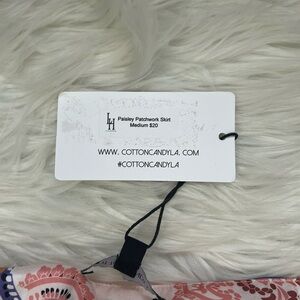 LH
Paisley Patchwork Skirt
Medium $20
WWW. COTTONCANDYLA. COM
#COTTONCANDYLA